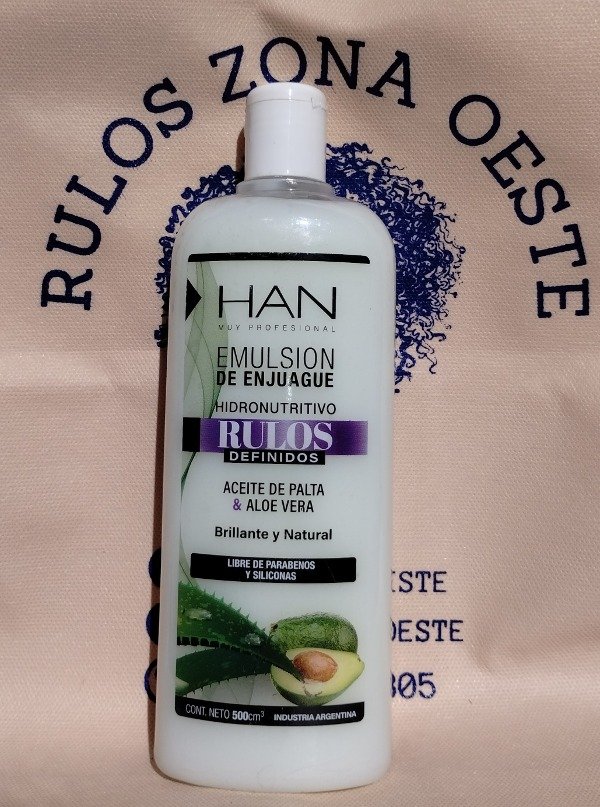 RULOS ZONA OESTE
HAN
MUY PROFESIONAL
EMULSION
DE ENJUAGUE
HIDRONUTRITIVO
RULOS
DEFINIDOS
ACEITE DE PALTA
& ALOE VERA
Brillante y Natural
LIBRE DE PARABENOS
Y SILICONAS
CONT. NETO 500cm³ INDUSTRIA ARGENTINA